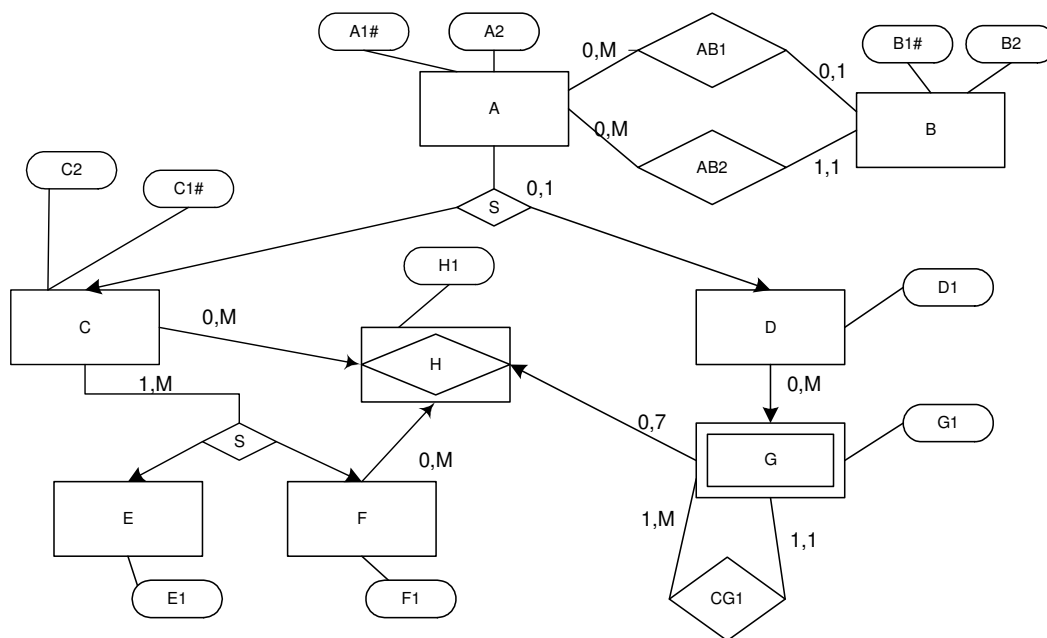 A1#
A2
B1#
B2
0,M
AB1
0,1
A
B
0,M
AB2
1,1
C2
C1#
0,1
S
H1
D1
C
0,M
D
H
1,M
0,M
G1
0,7
S
0,M
G
E
F
1,M
1,1
E1
F1
CG1